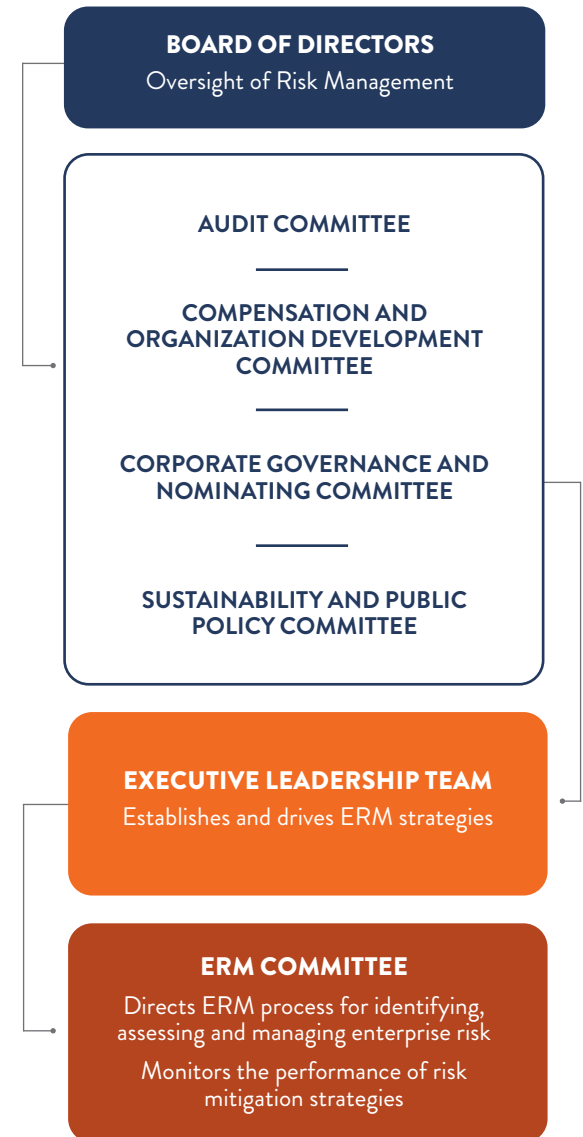 BOARD OF DIRECTORS
Oversight of Risk Management
AUDIT COMMITTEE
COMPENSATION AND
ORGANIZATION DEVELOPMENT
COMMITTEE
CORPORATE GOVERNANCE AND
NOMINATING COMMITTEE
SUSTAINABILITY AND PUBLIC
POLICY COMMITTEE
EXECUTIVE LEADERSHIP TEAM
Establishes and drives ERM strategies
ERM COMMITTEE
Directs ERM process for identifying,
assessing and managing enterprise risk
Monitors the performance of risk
mitigation strategies